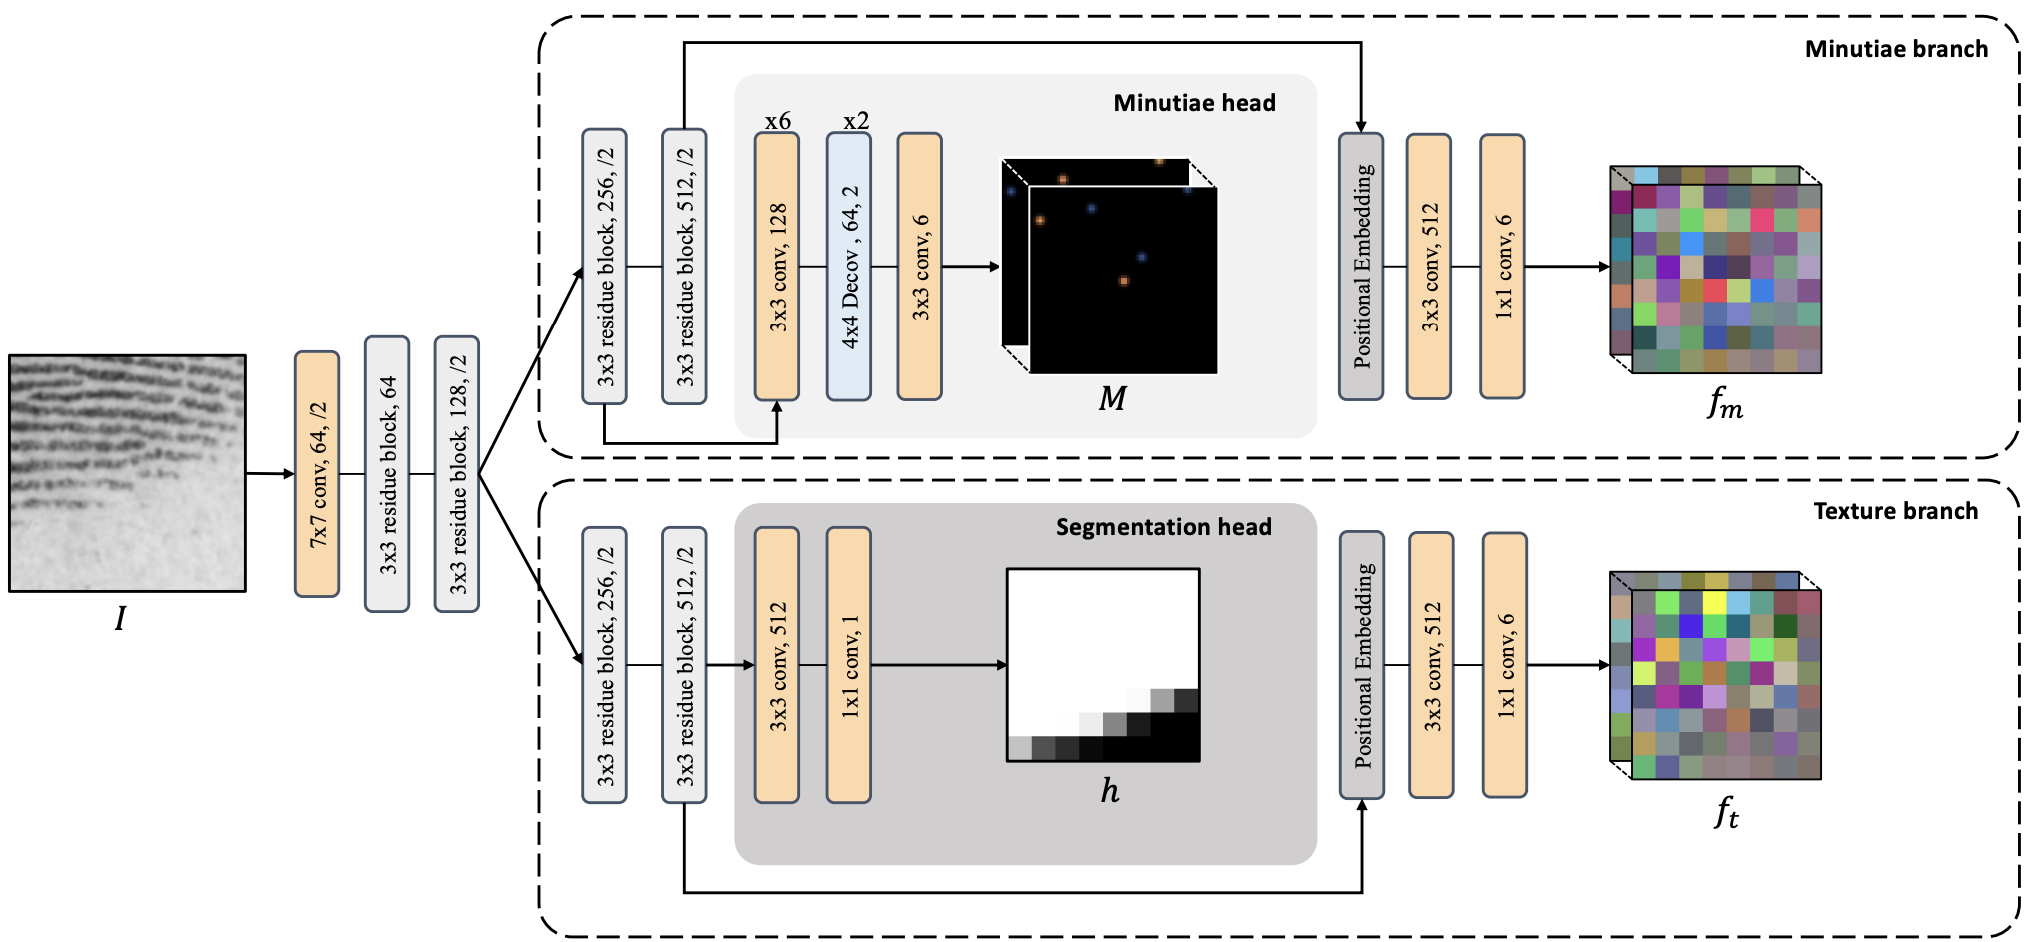 I
7x7 conv, 64, /2
3x3 residue block, 64
3x3 residue block, 128, /2
Minutiae branch
3x3 residue block, 256, /2
3x3 residue block, 512, /2
Minutiae head
x6
3x3 conv, 128
x2
4x4 Decov , 64, 2
3x3 conv, 6
M
Positional Embedding
3x3 conv, 512
1x1 conv, 6
fm
Texture branch
3x3 residue block, 256, /2
3x3 residue block, 512, /2
Segmentation head
3x3 conv, 512
1x1 conv, 1
h
Positional Embedding
3x3 conv, 512
1x1 conv, 6
ft